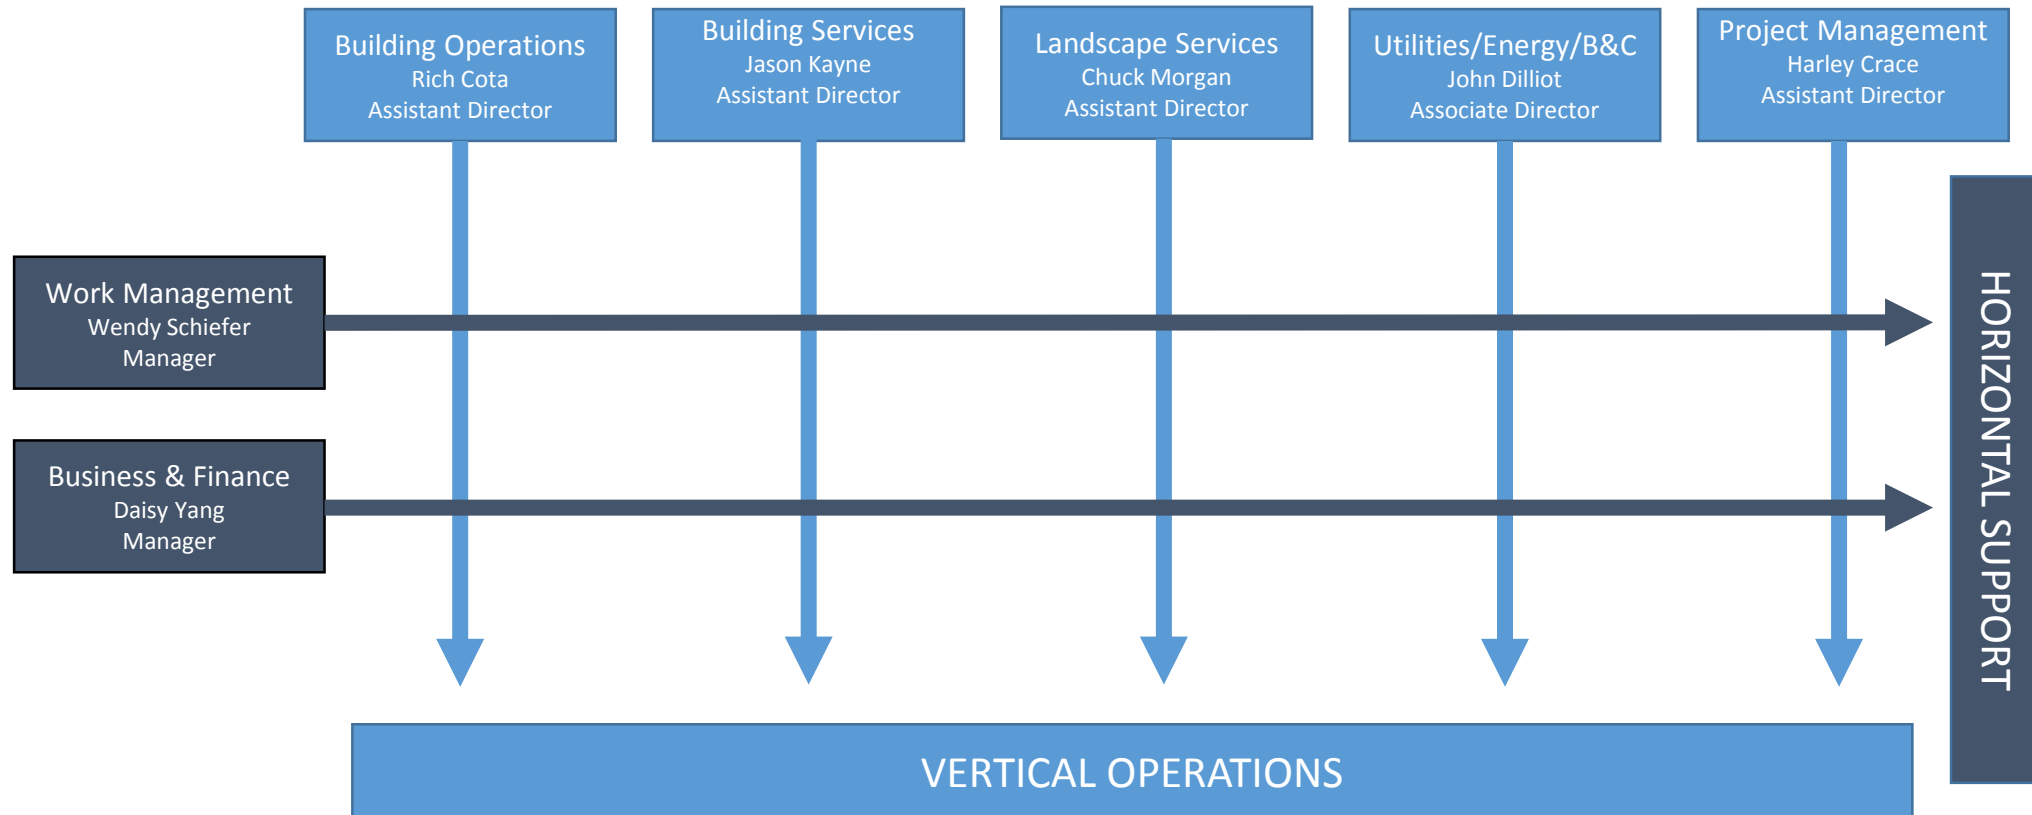 Building Operations
Rich Cota
Assistant Director
Building Services
Jason Kayne
Assistant Director
Landscape Services
Chuck Morgan
Assistant Director
Utilities/Energy/B&C
John Dilliot
Associate Director
Project Management
Harley Crace
Assistant Director
Work Management
Wendy Schiefer
Manager
Business & Finance
Daisy Yang
Manager
HORIZONTAL SUPPORT
VERTICAL OPERATIONS